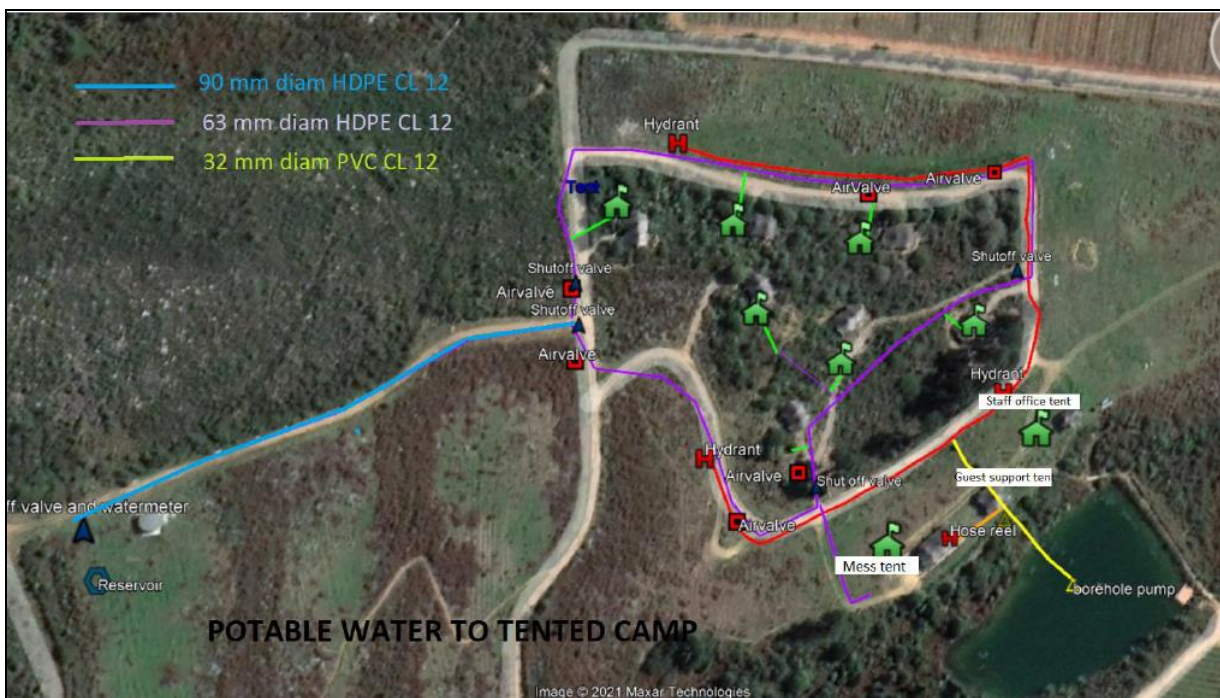 90 mm diam HDPE CL 12
63 mm diam HDPE CL 12
32 mm diam PVC CL 12
Hydrant
Airvalve
AirValve
Tent
Shutoff valve
Shutoff valve
Airvalve
Shutoff valve
Airvalve
Hydrant
Staff office tent
Hydrant
Airvalve
Shut off valve
Guest support tent
ff valve and watermeter
Airvalve
Hose reel
Mess tent
Reservoir
borehole pump
POTABLE WATER TO TENTED CAMP
Image © 2021 Maxar Technologies